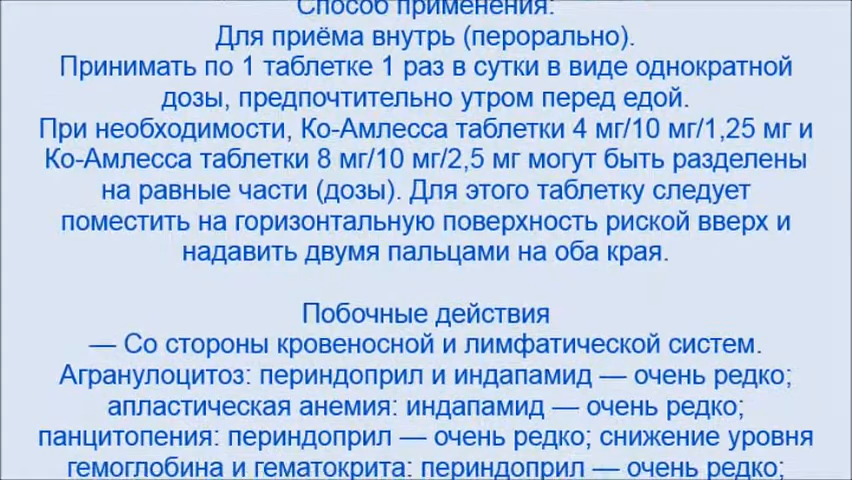 Способ применения:
Для приёма внутрь (перорально).
Принимать по 1 таблетке 1 раз в сутки в виде однократной
дозы, предпочтительно утром перед едой.
При необходимости, Ко-Амлесса таблетки 4 мг/10 мг/1,25 мг и
Ко-Амлесса таблетки 8 мг/10 мг/2,5 мг могут быть разделены
на равные части (дозы). Для этого таблетку следует
поместить на горизонтальную поверхность риской вверх и
надавить двумя пальцами на оба края.
Побочные действия
— Со стороны кровеносной и лимфатической систем.
Агранулоцитоз: периндоприл и индапамид — очень редко;
апластическая анемия: индапамид — очень редко;
панцитопения: периндоприл — очень редко; снижение уровня
гемоглобина и гематокрита: периндоприл — очень редко;